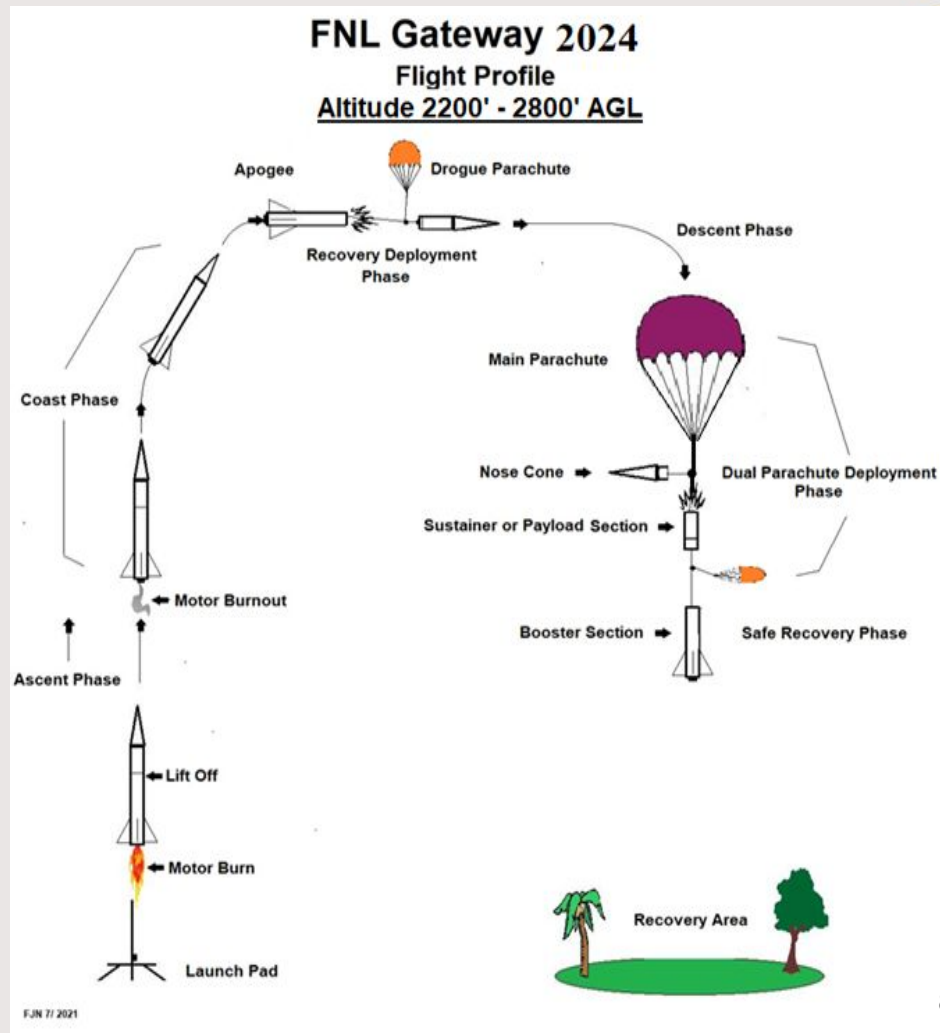 FNL Gateway 2024
Flight Profile
Altitude 2200' - 2800' AGL
Apogee
Drogue Parachute
Recovery Deployment
Phase
Descent Phase
Main Parachute
Coast Phase
Nose Cone
Dual Parachute Deployment
Phase
Sustainer or Payload Section
Motor Burnout
Booster Section
Safe Recovery Phase
Ascent Phase
Lift Off
Motor Burn
Recovery Area
Launch Pad
FJN 7/ 2021